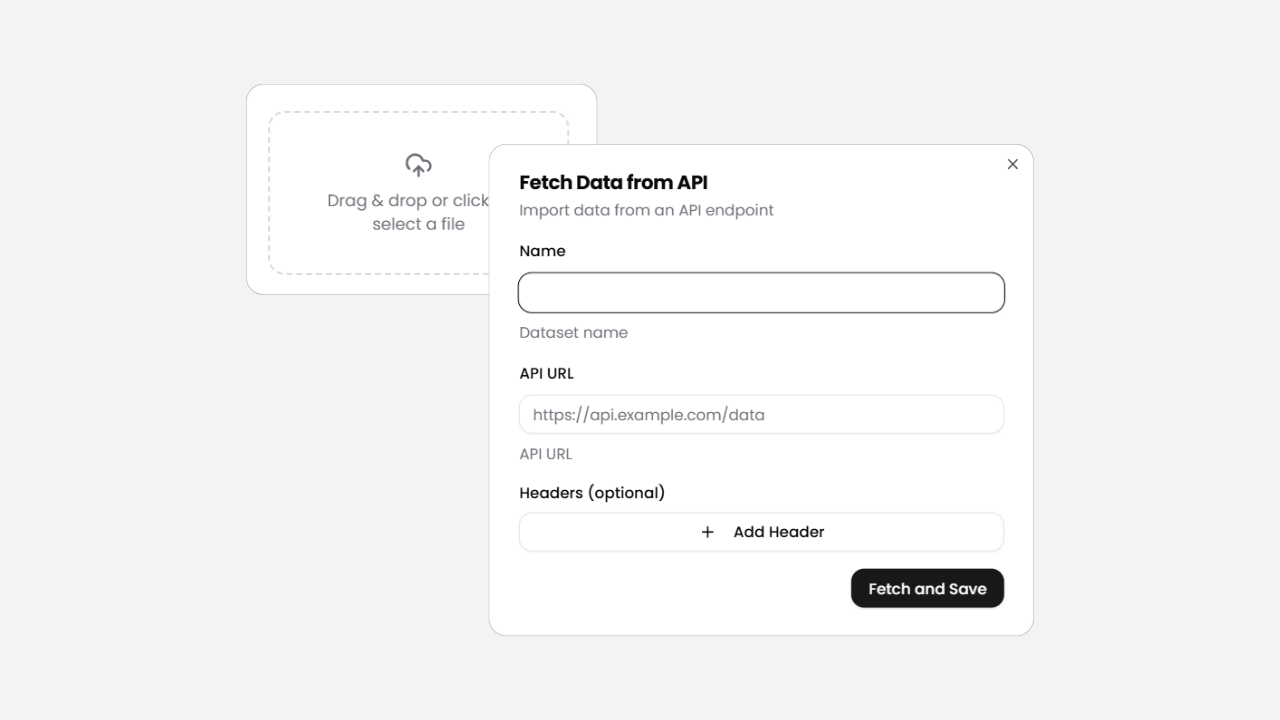 Drag & drop or click
select a file
Fetch Data from API
Import data from an API endpoint
Name
Dataset name
API URL
https://api.example.com/data
API URL
Headers (optional)
+ Add Header
Fetch and Save